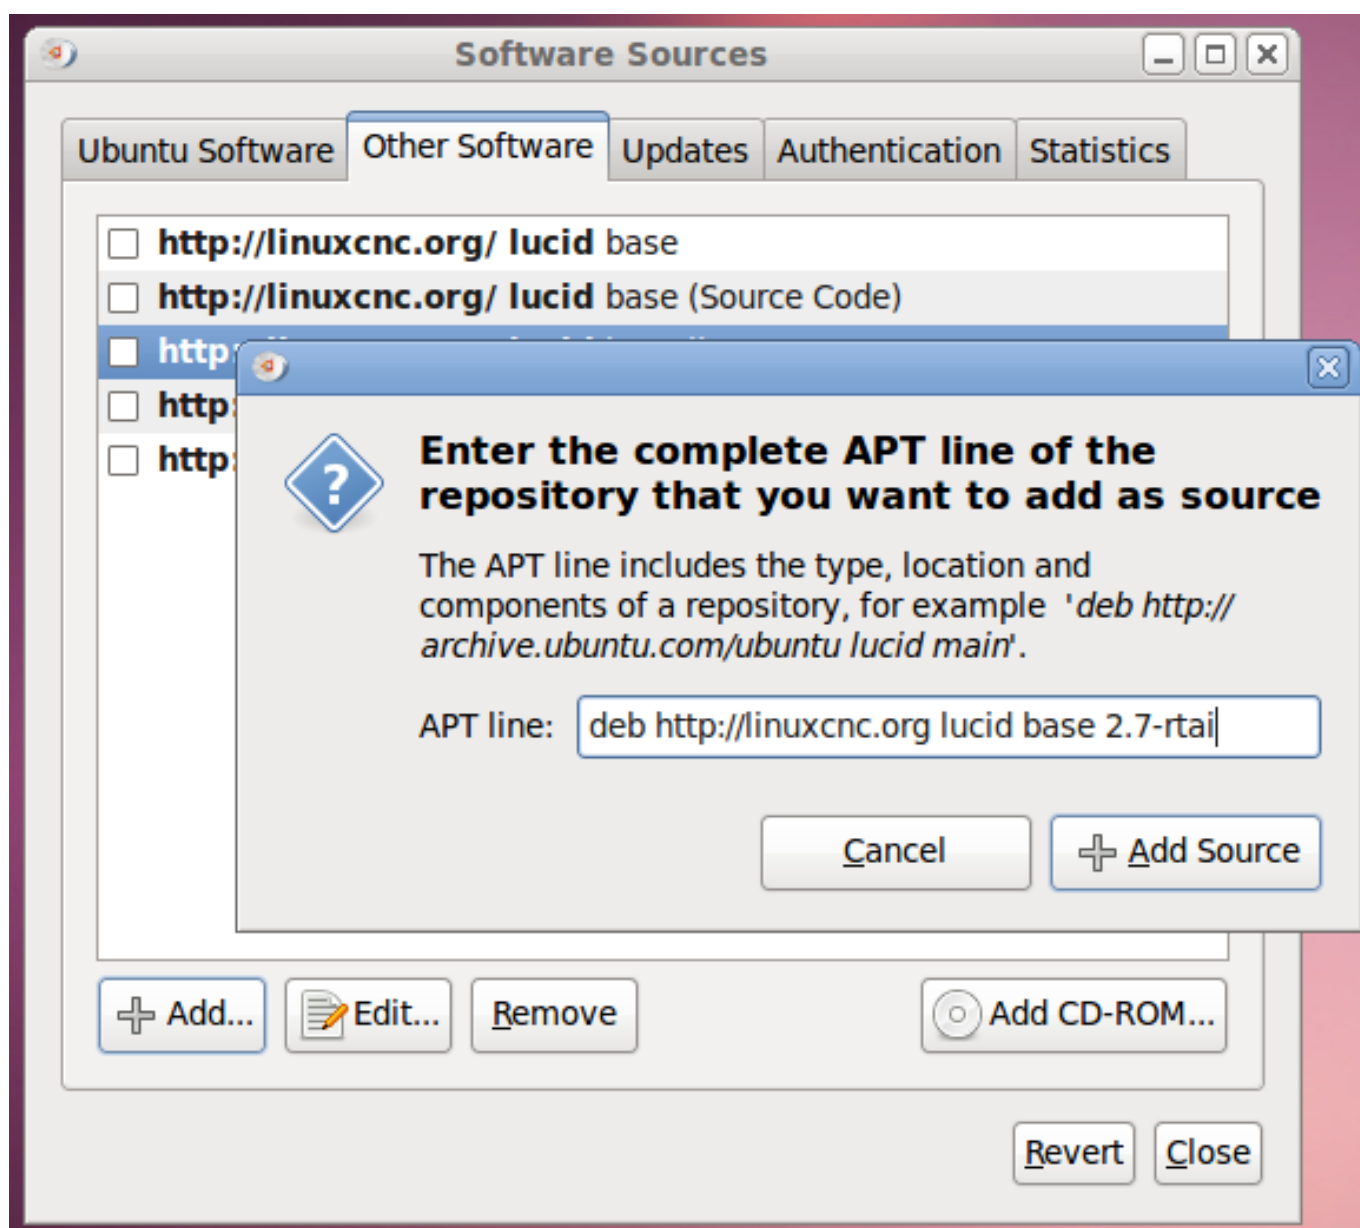 Software Sources
Ubuntu Software Other Software Updates Authentication Statistics
http://linuxcnc.org/ lucid base
http://linuxcnc.org/ lucid base (Source Code)
http:
http:
http:
?
Enter the complete APT line of the
repository that you want to add as source
The APT line includes the type, location and
components of a repository, for example 'deb http://
archive.ubuntu.com/ubuntu lucid main'.
APT line: deb http://linuxcnc.org lucid base 2.7-rtai
Cancel Add Source
Add... Edit... Remove Add CD-ROM...
Revert Close